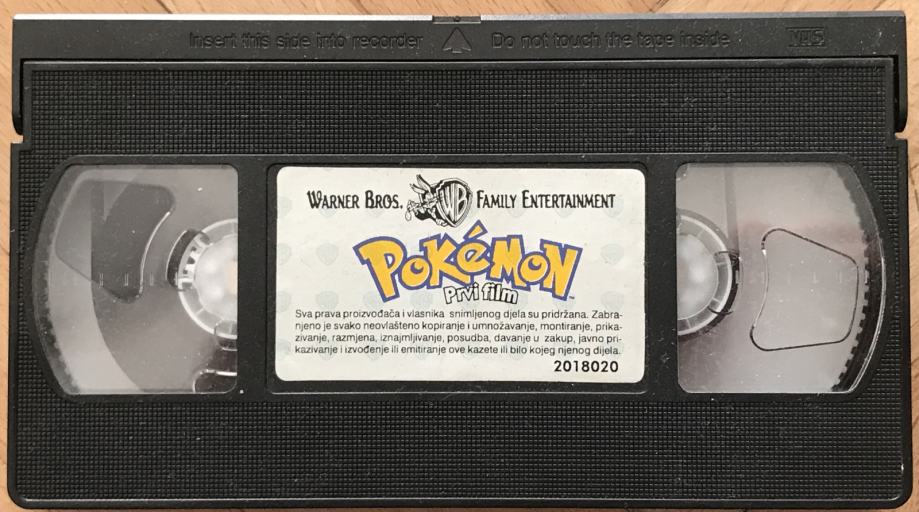 Insert this side into recorder Do not touch the tape inside VHS
WARNER BROS. WB FAMILY ENTERTAINMENT
POKéMON™
Prvi film
Sva prava proizvođača i vlasnika snimljenog djela su pridržana. Zabra-
njeno je svako neovlašteno kopiranje i umnožavanje, montiranje, prika-
zivanje, razmjena, iznajmljivanje, posudba, davanje u zakup, javno pri-
kazivanje i izvođenje ili emitiranje ove kazete ili bilo kojeg njenog dijela.
2018020